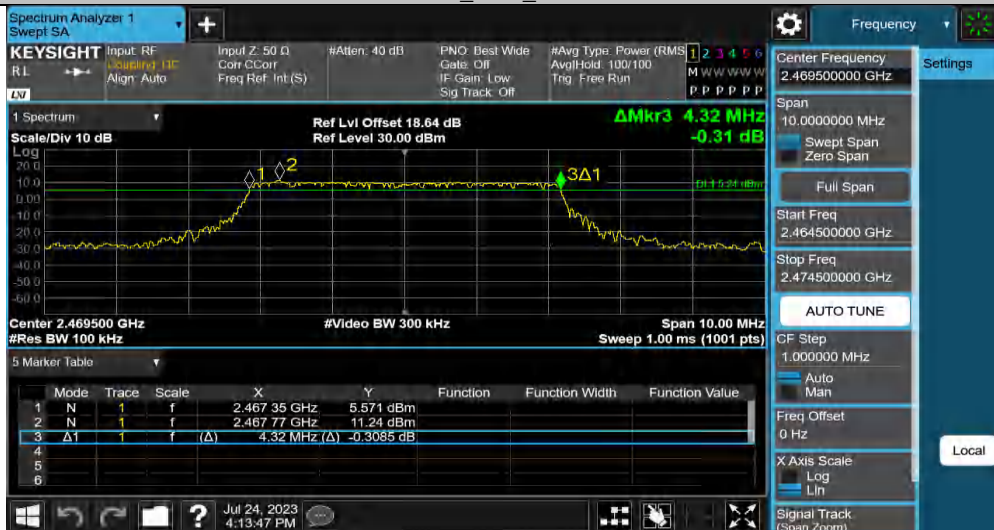 Spectrum Analyzer 1
Swept SA
+
Frequency
KEYSIGHT
RL
LXI
Input: RF
Coupling: DC
Align: Auto
Input Z: 50 Ω
Corr CCorr
Freq Ref: Int (S)
#Atten: 40 dB
PNO: Best Wide
Gate: Off
IF Gain: Low
Sig Track: Off
#Avg Type: Power (RMS
Avg|Hold: 100/100
Trig: Free Run
1 2 3 4 5 6
M W W W W W
P P P P P P
1 Spectrum
Scale/Div 10 dB
Log
Ref Lvl Offset 18.64 dB
Ref Level 30.00 dBm
ΔMkr3 4.32 MHz
-0.31 dB
20.0
10.0
0.00
-10.0
-20.0
-30.0
-40.0
-50.0
-60.0
1
2
3Δ1
DL1 5.24 dBm
Center 2.469500 GHz
#Video BW 300 kHz
Span 10.00 MHz
#Res BW 100 kHz
Sweep 1.00 ms (1001 pts)
5 Marker Table
Mode Trace Scale X Y Function Function Width Function Value
1 N 1 f 2.467 35 GHz 5.571 dBm
2 N 1 f 2.467 77 GHz 11.24 dBm
3 Δ1 1 f (Δ) 4.32 MHz (Δ) -0.3085 dB
4
5
6
Center Frequency
2.469500000 GHz
Span
10.0000000 MHz
Swept Span
Zero Span
Full Span
Start Freq
2.464500000 GHz
Stop Freq
2.474500000 GHz
AUTO TUNE
CF Step
1.000000 MHz
Auto
Man
Freq Offset
0 Hz
X Axis Scale
Log
Lin
Signal Track
(Span Zoom)
Settings
Local
?
Jul 24, 2023
4:13:47 PM